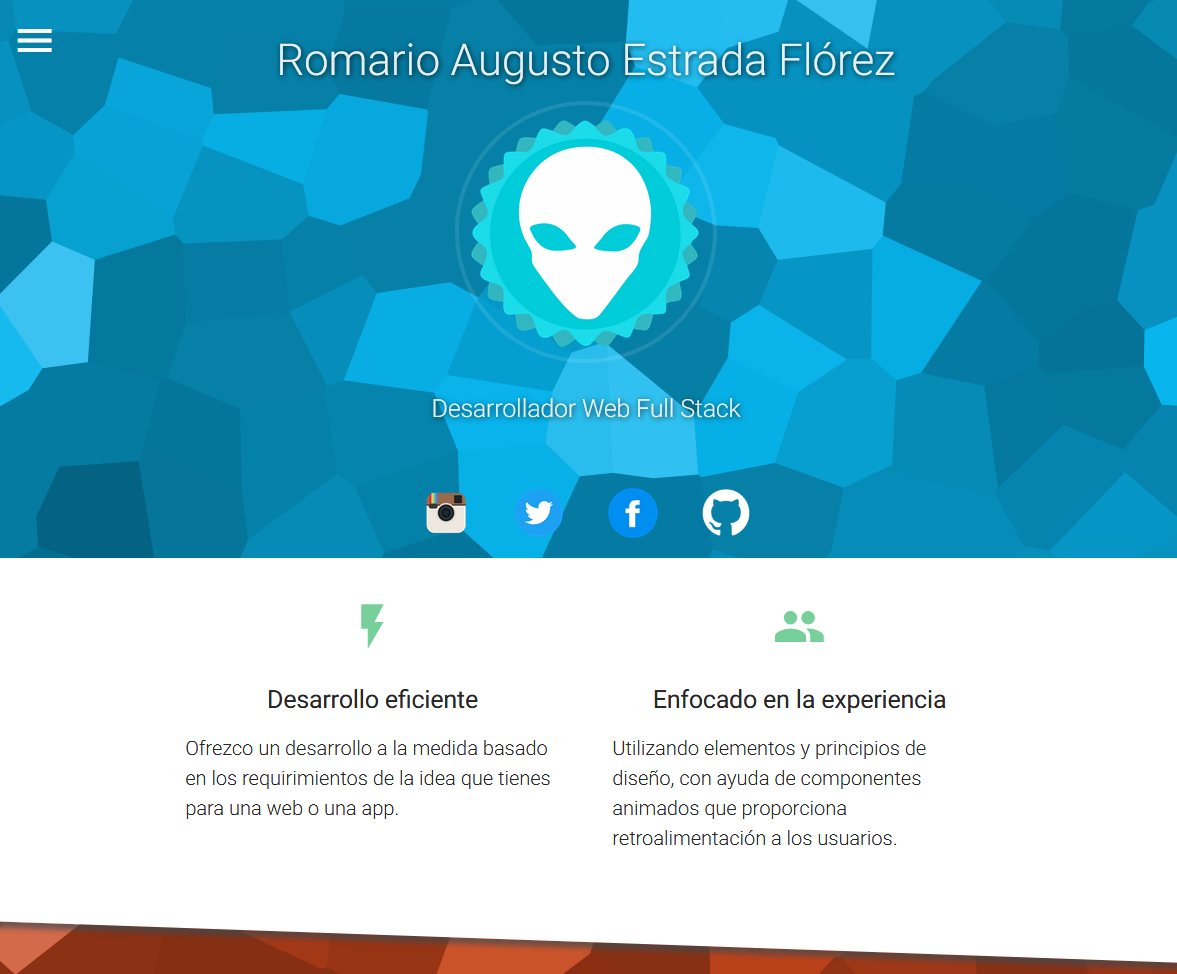 Romario Augusto Estrada Flórez
Desarrollador Web Full Stack
Desarrollo eficiente
Ofrezco un desarrollo a la medida basado
en los requirimientos de la idea que tienes
para una web o una app.
Enfocado en la experiencia
Utilizando elementos y principios de
diseño, con ayuda de componentes
animados que proporciona
retroalimentación a los usuarios.